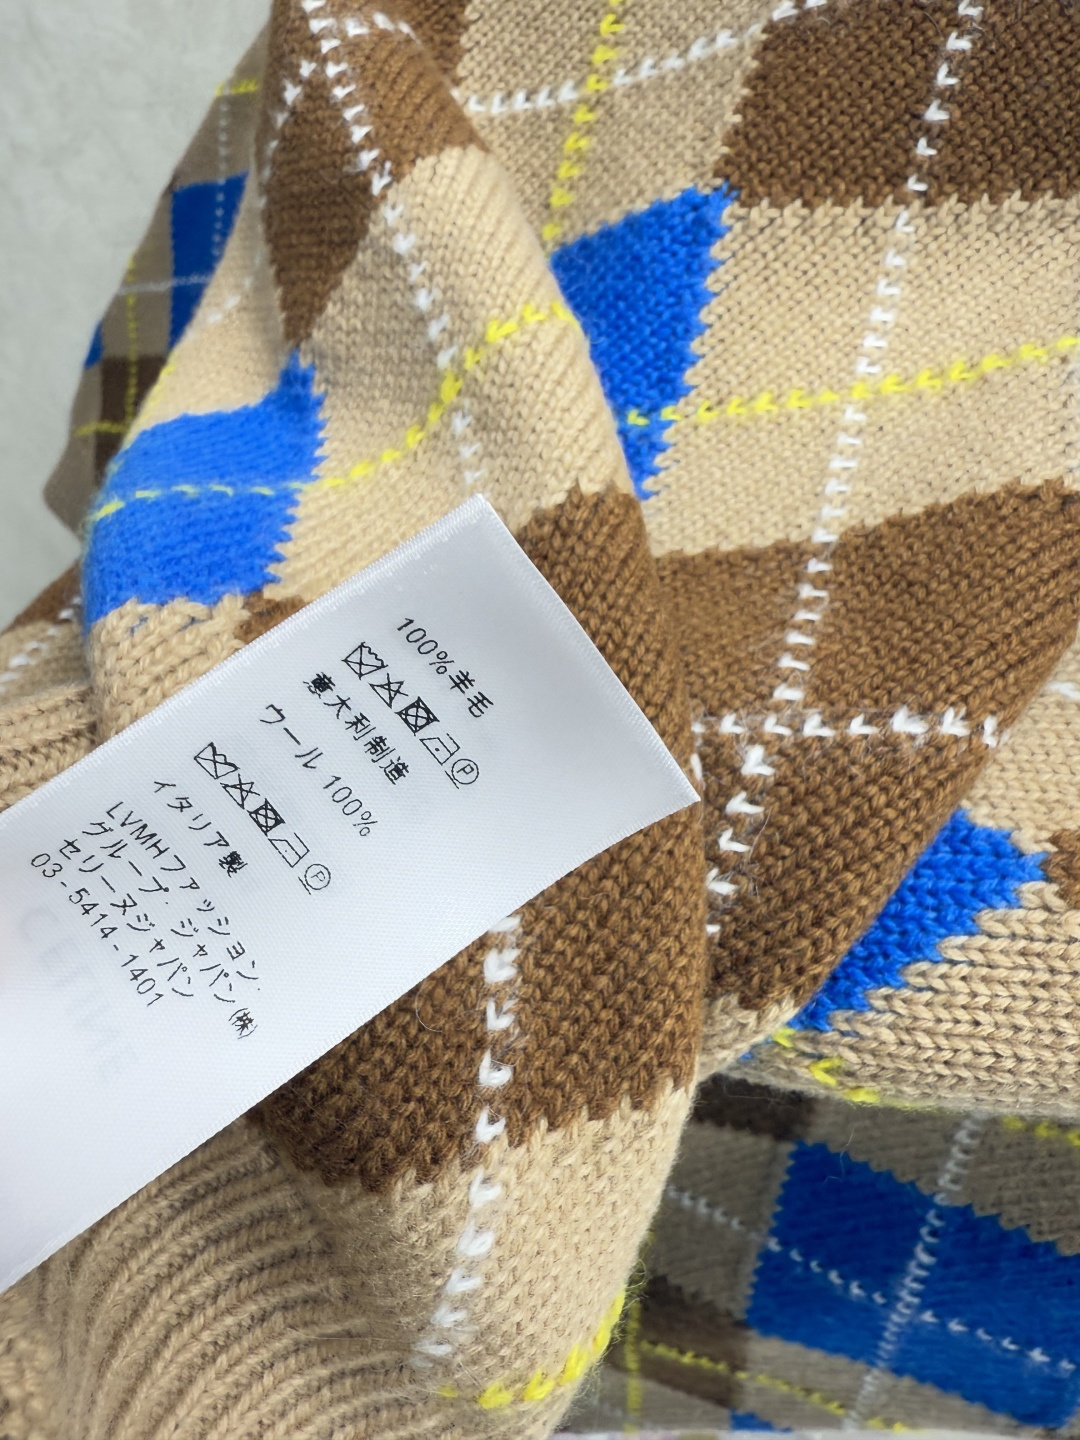 100%羊毛
意大利制造
ウール 100%
イタリア製
LVMHファッション.
グループ. ジャパン(株)
セリーヌジャパン
03-5414-1401